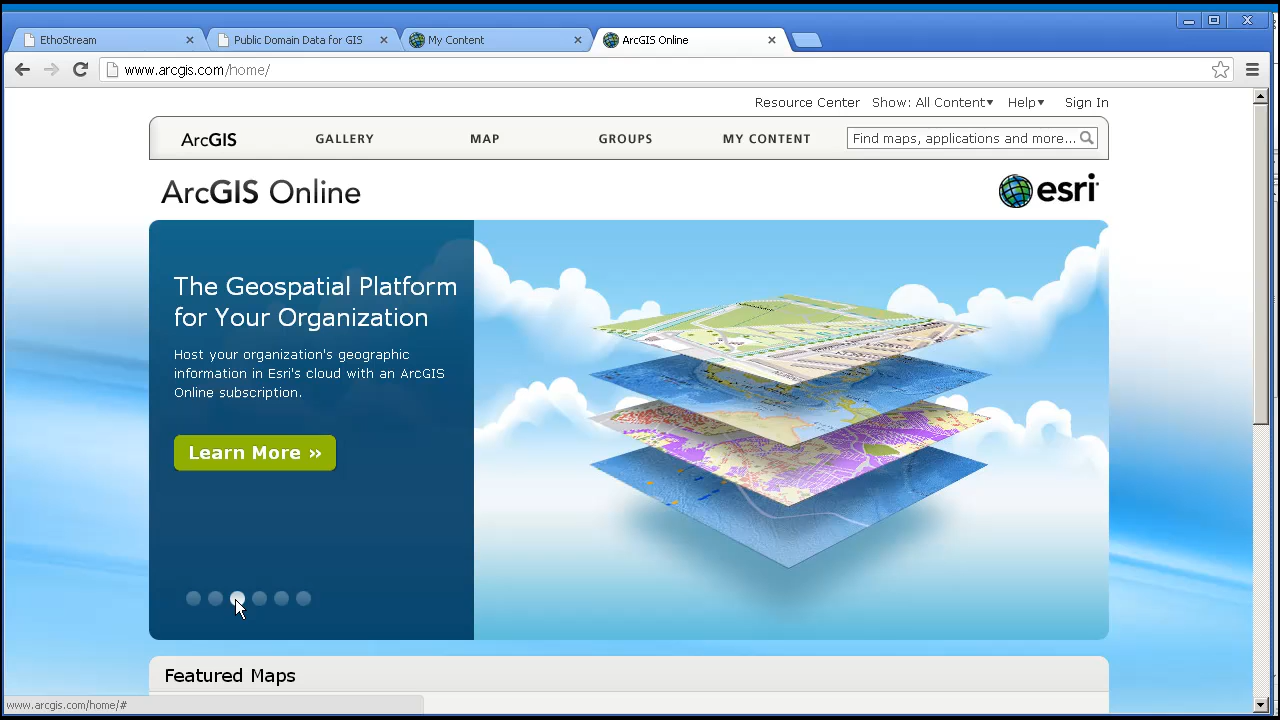 EthoStream
Public Domain Data for GIS
My Content
ArcGIS Online
www.arcgis.com/home/
Resource Center Show: All Content Help Sign In
ArcGIS GALLERY MAP GROUPS MY CONTENT Find maps, applications and more...
ArcGIS Online
esri
The Geospatial Platform
for Your Organization
Host your organization's geographic
information in Esri's cloud with an ArcGIS
Online subscription.
Learn More »
Featured Maps
www.arcgis.com/home/#